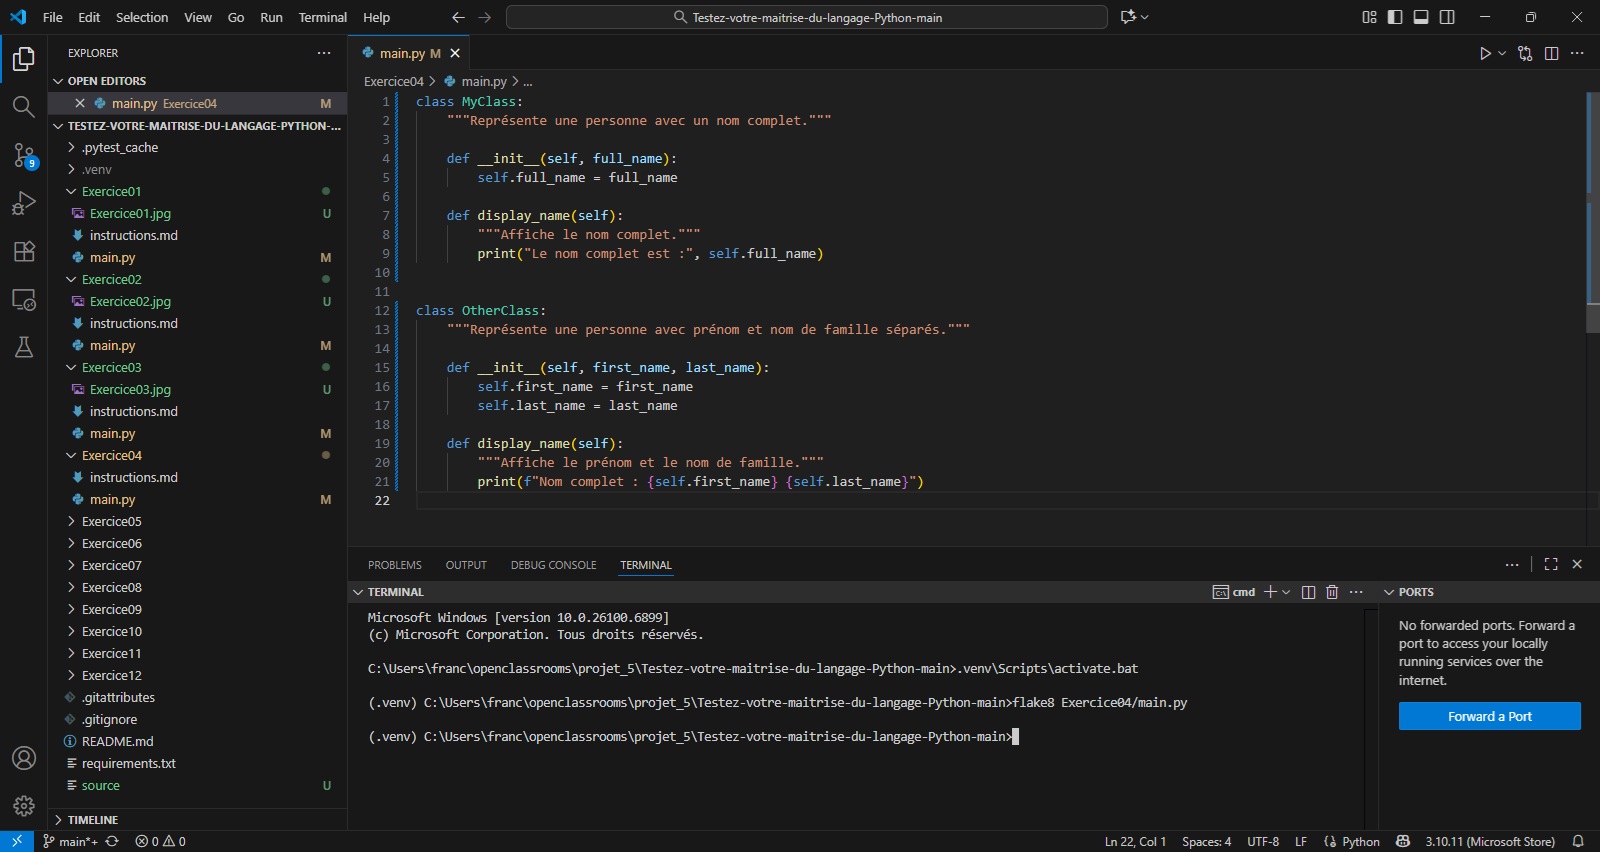 File Edit Selection View Go Run Terminal Help
Testez-votre-maitrise-du-langage-Python-main
EXPLORER
OPEN EDITORS
main.py Exercice04 M
TESTEZ-VOTRE-MAITRISE-DU-LANGAGE-PYTHON-...
.pytest_cache
.venv
Exercice01
Exercice01.jpg U
instructions.md
main.py M
Exercice02
Exercice02.jpg U
instructions.md
main.py M
Exercice03
Exercice03.jpg U
instructions.md
main.py M
Exercice04
instructions.md
main.py M
Exercice05
Exercice06
Exercice07
Exercice08
Exercice09
Exercice10
Exercice11
Exercice12
.gitattributes
.gitignore
README.md
requirements.txt
source U
TIMELINE
9
main.py M
Exercice04 > main.py > ...
1 class MyClass:
2 """Représente une personne avec un nom complet."""
3
4 def __init__(self, full_name):
5 self.full_name = full_name
6
7 def display_name(self):
8 """Affiche le nom complet."""
9 print("Le nom complet est :", self.full_name)
10
11
12 class OtherClass:
13 """Représente une personne avec prénom et nom de famille séparés."""
14
15 def __init__(self, first_name, last_name):
16 self.first_name = first_name
17 self.last_name = last_name
18
19 def display_name(self):
20 """Affiche le prénom et le nom de famille."""
21 print(f"Nom complet : {self.first_name} {self.last_name}")
22
PROBLEMS OUTPUT DEBUG CONSOLE TERMINAL
TERMINAL
cmd
Microsoft Windows [version 10.0.26100.6899]
(c) Microsoft Corporation. Tous droits réservés.
C:\Users\franc\openclassrooms\projet_5\Testez-votre-maitrise-du-langage-Python-main>.venv\Scripts\activate.bat
(.venv) C:\Users\franc\openclassrooms\projet_5\Testez-votre-maitrise-du-langage-Python-main>flake8 Exercice04/main.py
(.venv) C:\Users\franc\openclassrooms\projet_5\Testez-votre-maitrise-du-langage-Python-main>
PORTS
No forwarded ports. Forward a
port to access your locally
running services over the
internet.
Forward a Port
main*+ 0 0
Ln 22, Col 1 Spaces: 4 UTF-8 LF Python 3.10.11 (Microsoft Store)